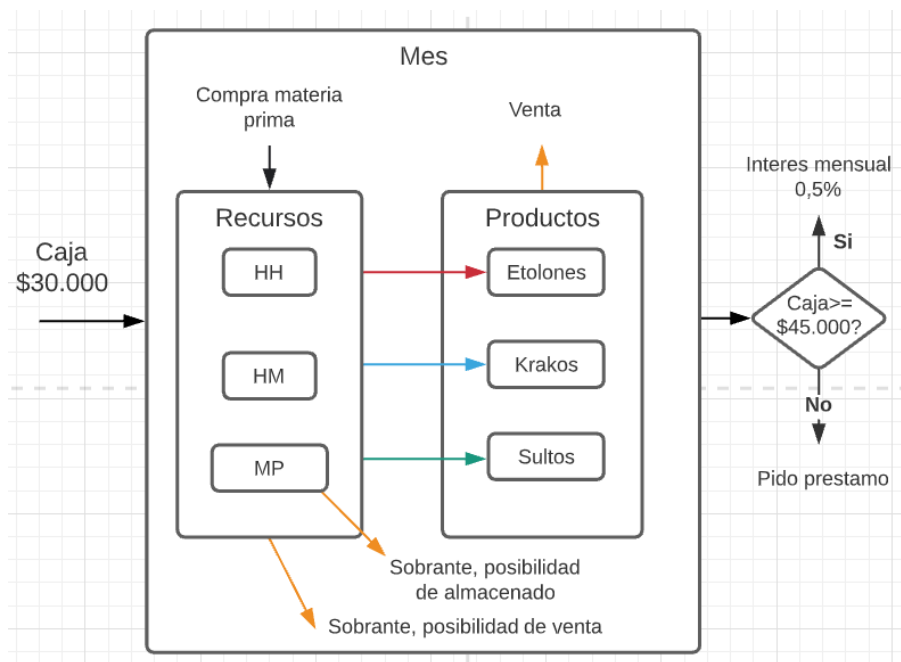 Mes
Compra materia
prima
Venta
Interes mensual
0,5%
Si
Recursos
Productos
Caja
$30.000
HH
Etolones
Caja>=
$45.000?
HM
Krakos
No
MP
Sultos
Pido prestamo
Sobrante, posibilidad
de almacenado
Sobrante, posibilidad de venta